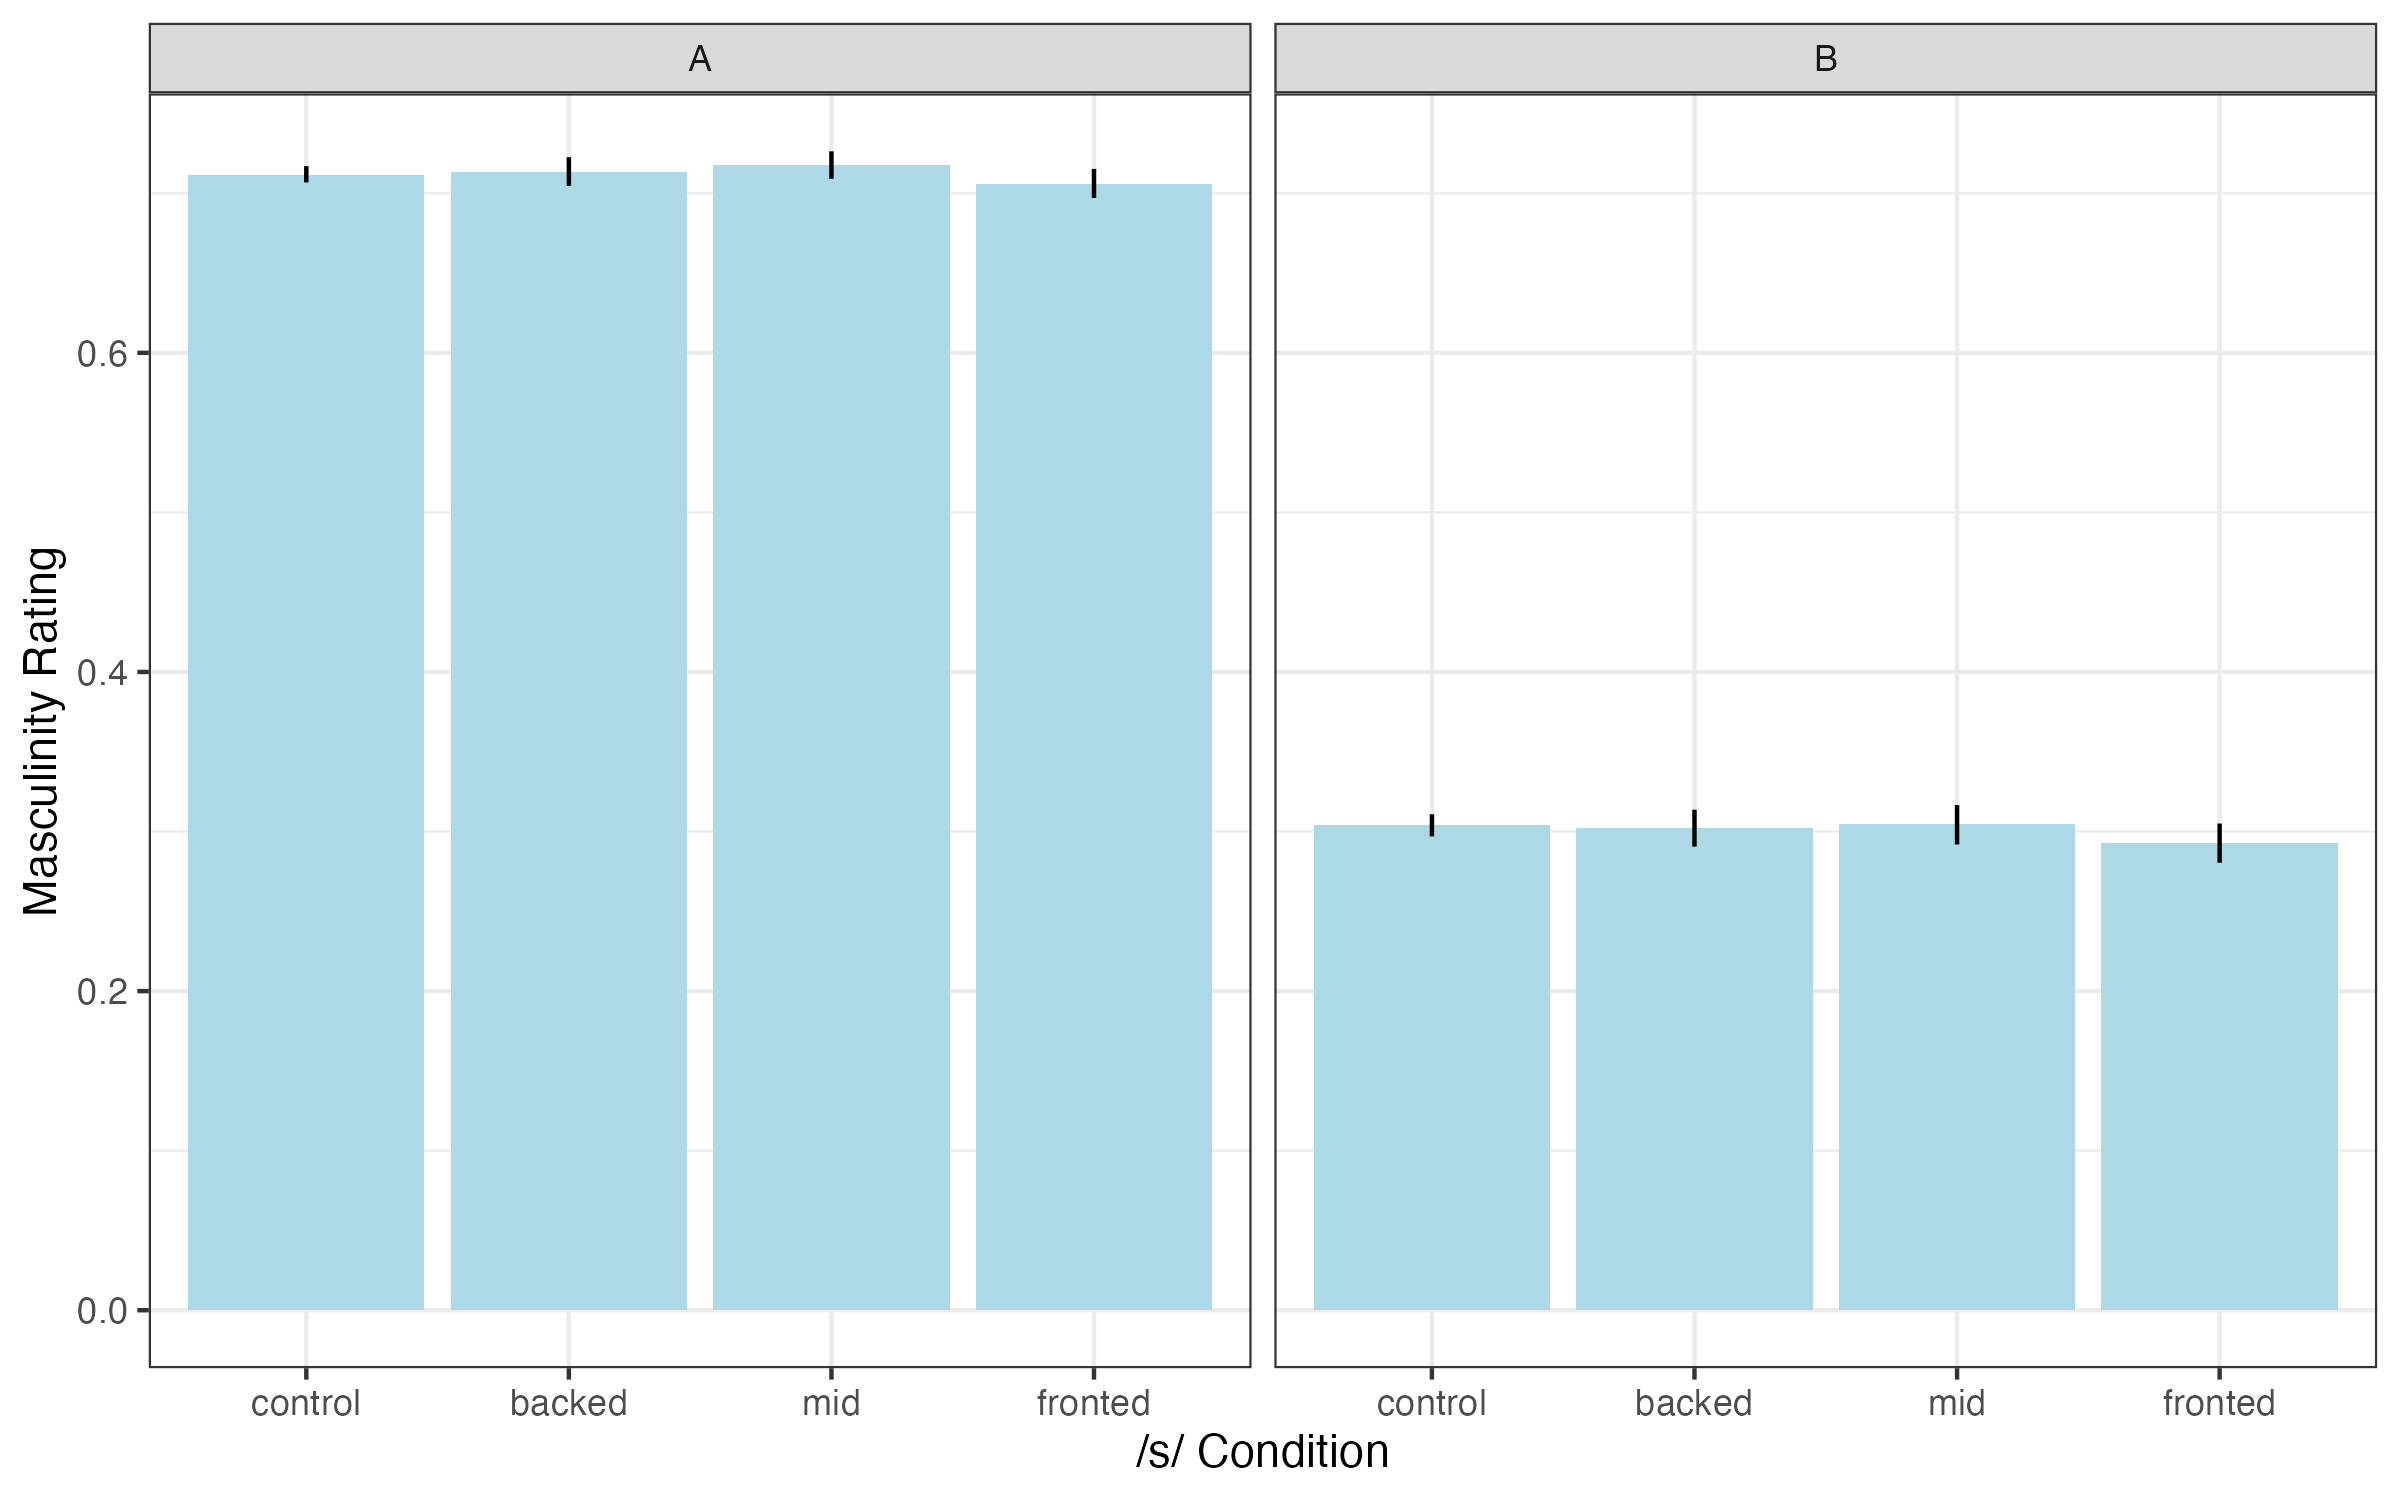 A
B
Masculinity Rating
0.6
0.4
0.2
0.0
control backed mid fronted
control backed mid fronted
/s/ Condition